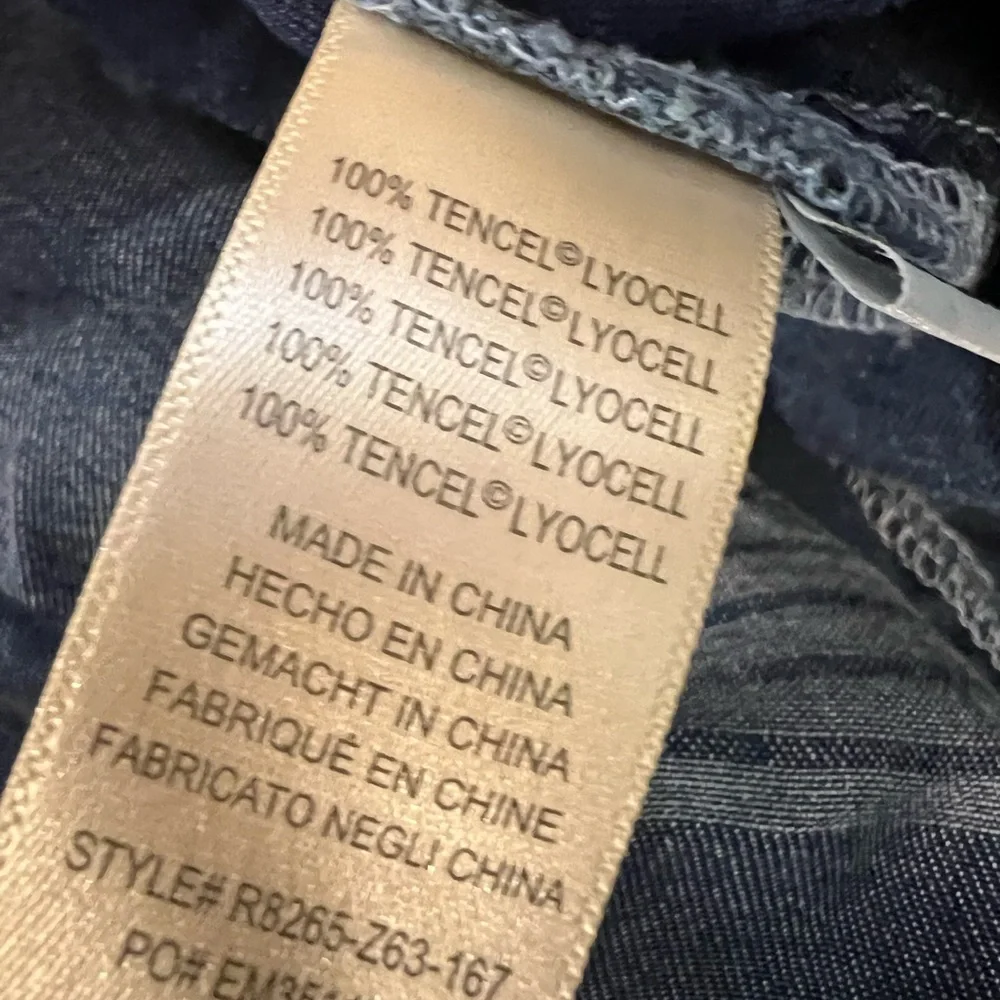 100% TENCEL©LYOCELL
100% TENCEL©LYOCELL
100% TENCEL©LYOCELL
100% TENCEL©LYOCELL
100% TENCEL©LYOCELL
MADE IN CHINA
HECHO EN CHINA
GEMACHT IN CHINA
FABRIQUÉ EN CHINE
FABRICATO NEGLI CHINA
STYLE# R8265-Z63-167
PO#